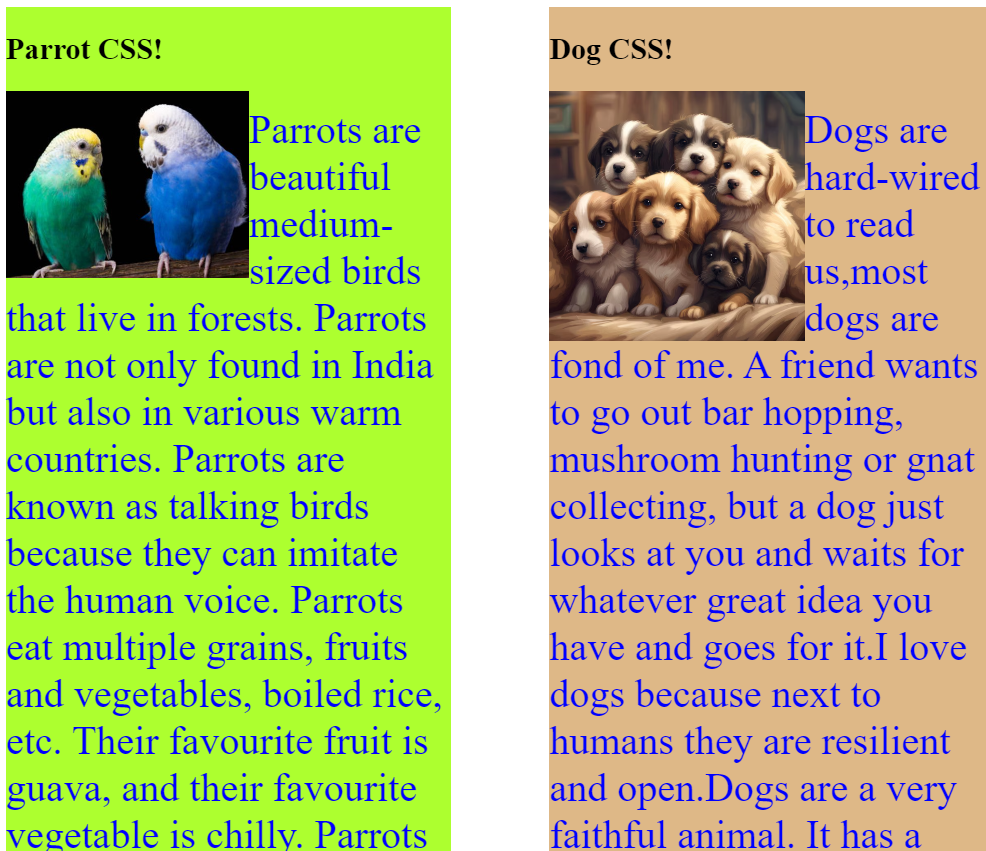 Parrot CSS!
Parrots are
beautiful
medium-
sized birds
that live in forests. Parrots
are not only found in India
but also in various warm
countries. Parrots are
known as talking birds
because they can imitate
the human voice. Parrots
eat multiple grains, fruits
and vegetables, boiled rice,
etc. Their favourite fruit is
guava, and their favourite
vegetable is chilly. Parrots
Dog CSS!
Dogs are
hard-wired
to read
us,most
dogs are
fond of me. A friend wants
to go out bar hopping,
mushroom hunting or gnat
collecting, but a dog just
looks at you and waits for
whatever great idea you
have and goes for it.I love
dogs because next to
humans they are resilient
and open.Dogs are a very
faithful animal. It has a